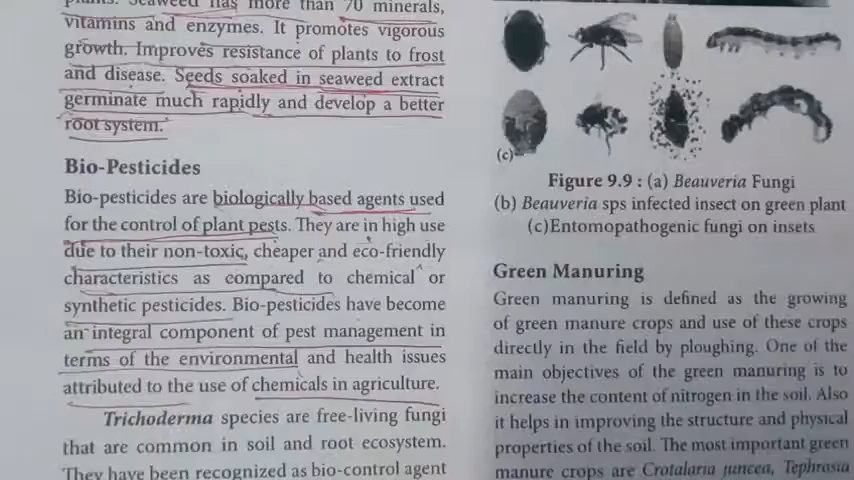 plants. Seaweed has more than 70 minerals,
vitamins and enzymes. It promotes vigorous
growth. Improves resistance of plants to frost
and disease. Seeds soaked in seaweed extract
germinate much rapidly and develop a better
root system.
Bio-Pesticides
Bio-pesticides are biologically based agents used
for the control of plant pests. They are in high use
due to their non-toxic, cheaper and eco-friendly
characteristics as compared to chemical or
synthetic pesticides. Bio-pesticides have become
an integral component of pest management in
terms of the environmental and health issues
attributed to the use of chemicals in agriculture.
Trichoderma species are free-living fungi
that are common in soil and root ecosystem.
They have been recognized as bio-control agent
(c)
Figure 9.9 : (a) Beauveria Fungi
(b) Beauveria sps infected insect on green plant
(c)Entomopathogenic fungi on insets
Green Manuring
Green manuring is defined as the growing
of green manure crops and use of these crops
directly in the field by ploughing. One of the
main objectives of the green manuring is to
increase the content of nitrogen in the soil. Also
it helps in improving the structure and physical
properties of the soil. The most important green
manure crops are Crotalaria juncea, Tephrosia